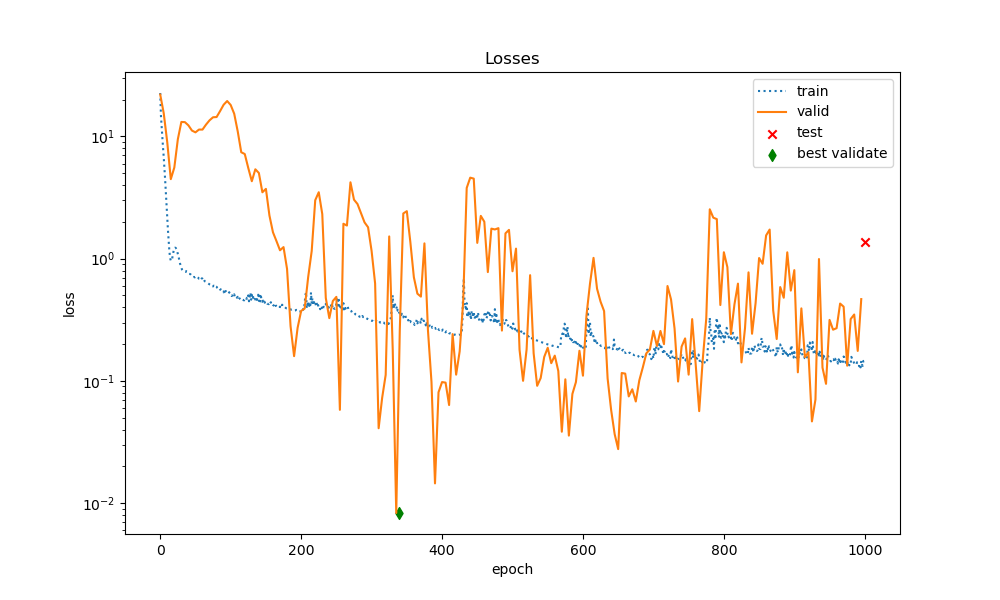 Losses
train
valid
test
best validate
10¹
10⁰
10⁻¹
10⁻²
loss
0 200 400 600 800 1000
epoch